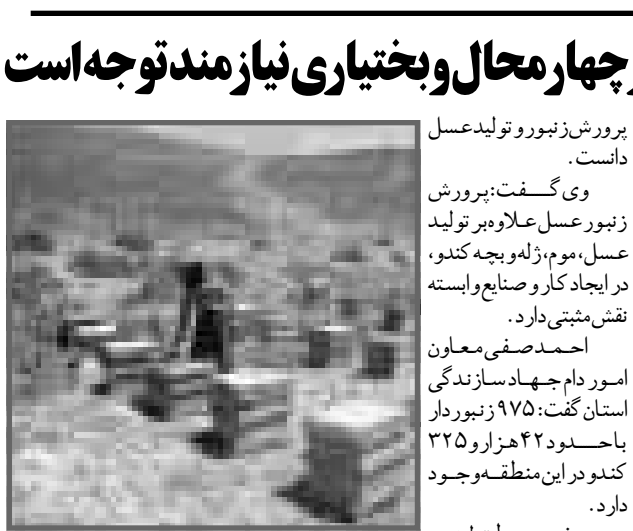 چهارمحال و بختیاری نیازمند توجه است
پرورش زنبور و تولید عسل
دانست.
وی گفت: پرورش
زنبور عسل علاوه بر تولید
عسل، موم، ژله و بچه کندو،
در ایجاد کار و صنایع وابسته
نقش مثبتی دارد.
احمد صفی معاون
امور دام جهاد سازندگی
استان گفت: ۹۷۵ زنبوردار
با حدود ۴۲ هزار و ۳۲۵
کندو در این منطقه وجود
دارد.